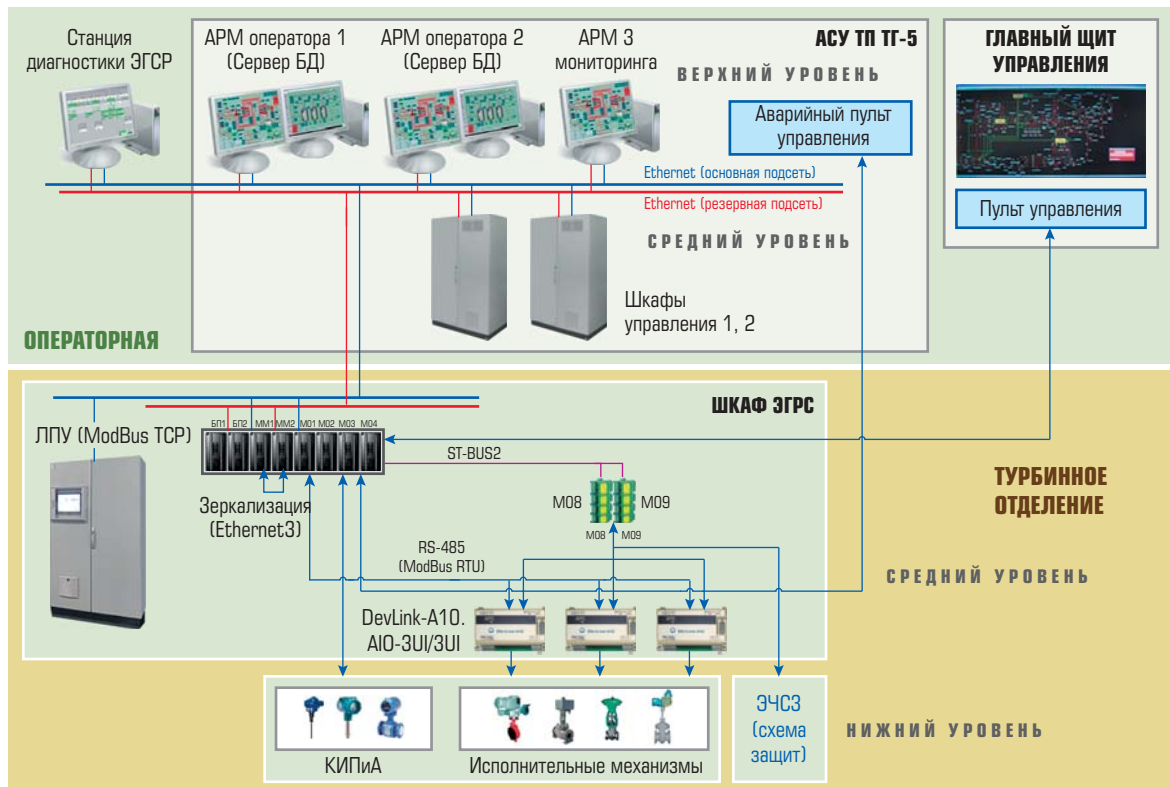 Станция
диагностики ЭГСР
АРМ оператора 1
(Сервер БД)
АРМ оператора 2
(Сервер БД)
АРМ 3
мониторинга
АСУ ТП ТГ-5
ВЕРХНИЙ УРОВЕНЬ
Аварийный пульт
управления
ГЛАВНЫЙ ЩИТ
УПРАВЛЕНИЯ
Пульт управления
Ethernet (основная подсеть)
Ethernet (резервная подсеть)
СРЕДНИЙ УРОВЕНЬ
Шкафы
управления 1, 2
ОПЕРАТОРНАЯ
ШКАФ ЭГРС
ЛПУ (ModBus TCP)
БП1 БП2 ММ1 ММ2 М01 М02 М03 М04
ST-BUS2
Зеркализация
(Ethernet3)
М08
М09
М08 М09
RS-485
(ModBus RTU)
DevLink-A10.
AIO-3UI/3UI
ТУРБИННОЕ
ОТДЕЛЕНИЕ
СРЕДНИЙ УРОВЕНЬ
КИПиА
Исполнительные механизмы
ЭЧСЗ
(схема
защит)
НИЖНИЙ УРОВЕНЬ